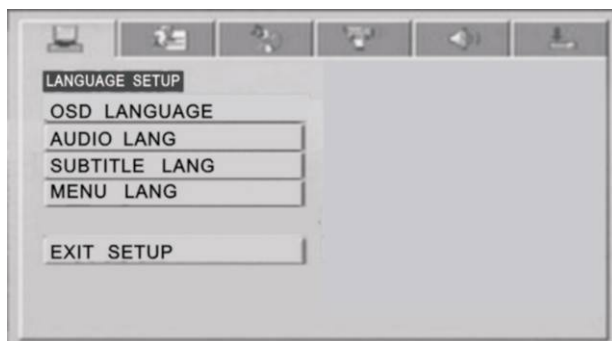 LANGUAGE SETUP
OSD LANGUAGE
AUDIO LANG
SUBTITLE LANG
MENU LANG
EXIT SETUP